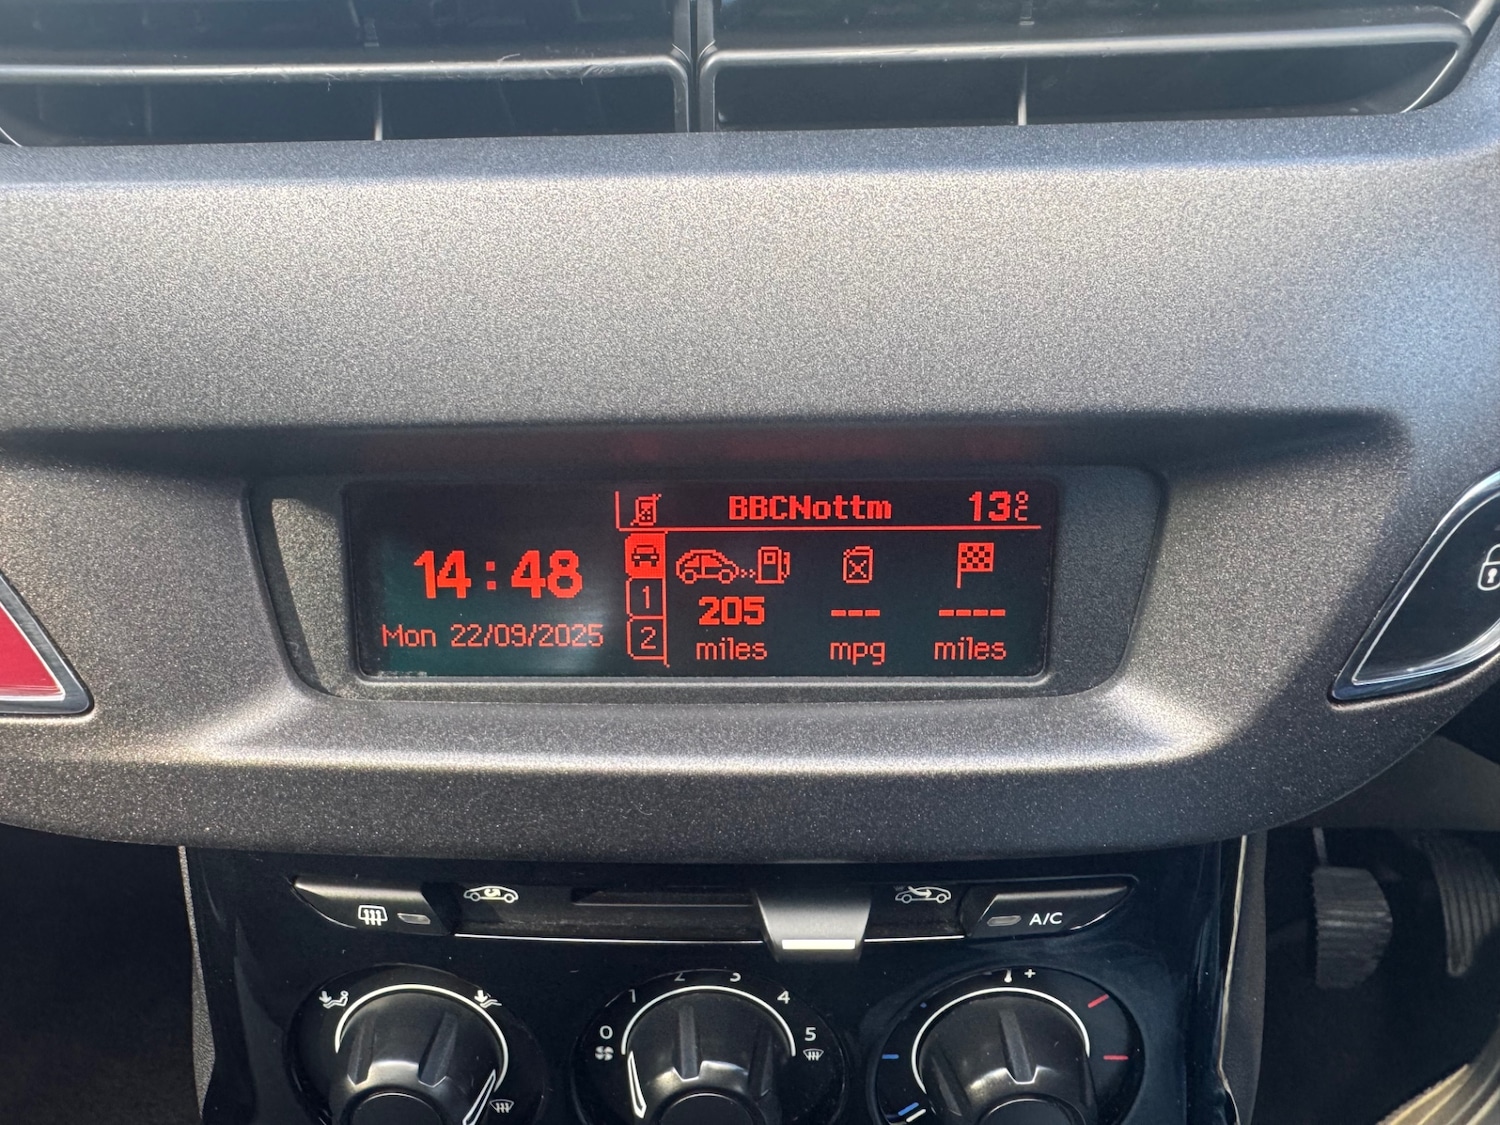 BBCNottm 13°C
14:48
Mon 22/09/2025
1
2
205 --- ----
miles mpg miles
A/C
0 1 2 3 4 5
- +